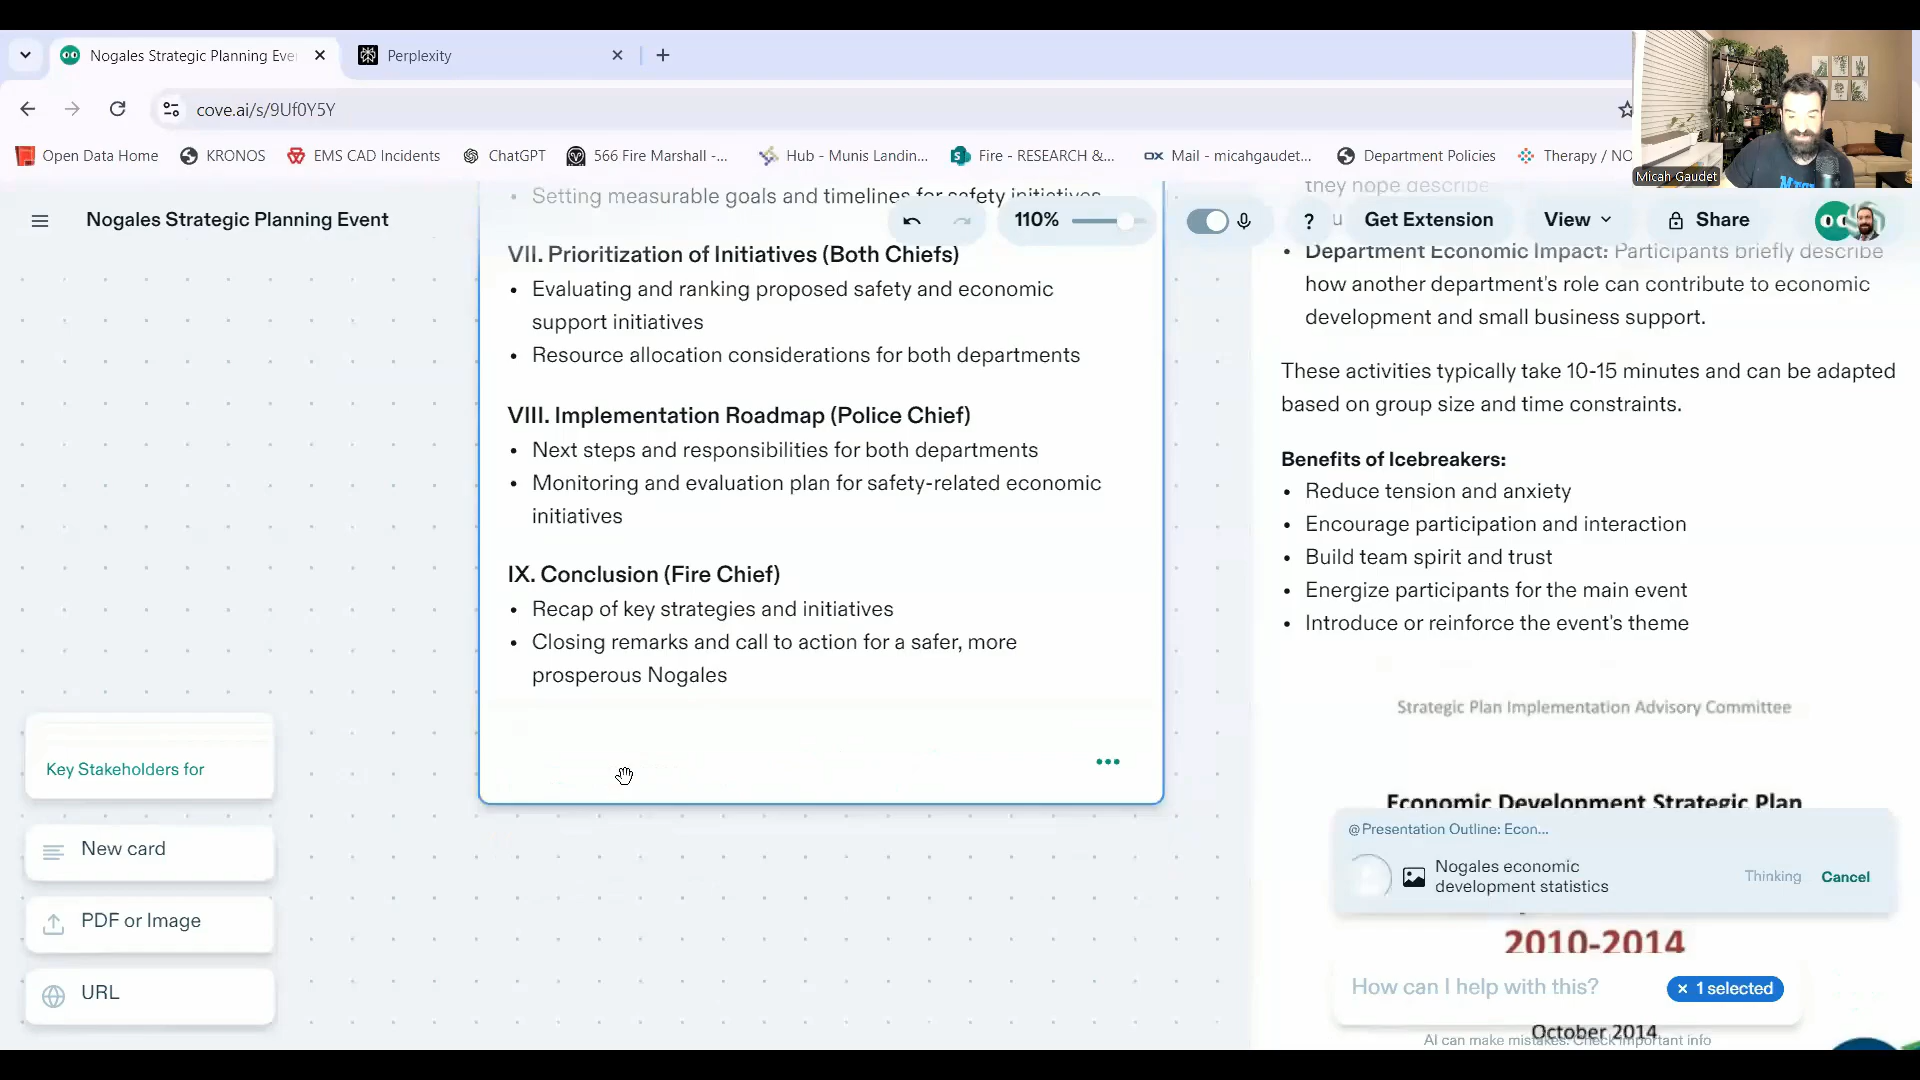 Nogales Strategic Planning Eve
Perplexity
cove.ai/s/9Uf0Y5Y
Open Data Home
KRONOS
EMS CAD Incidents
ChatGPT
566 Fire Marshall -...
Hub - Munis Landin...
Fire - RESEARCH &...
Mail - micahgaudet...
Department Policies
Therapy / NO
Micah Gaudet
Nogales Strategic Planning Event
110%
?
Get Extension
View
Share
Setting measurable goals and timelines for safety initiatives
VII. Prioritization of Initiatives (Both Chiefs)
• Evaluating and ranking proposed safety and economic
support initiatives
• Resource allocation considerations for both departments
VIII. Implementation Roadmap (Police Chief)
• Next steps and responsibilities for both departments
• Monitoring and evaluation plan for safety-related economic
initiatives
IX. Conclusion (Fire Chief)
• Recap of key strategies and initiatives
• Closing remarks and call to action for a safer, more
prosperous Nogales
they hope describe
• Department Economic Impact: Participants briefly describe
how another department's role can contribute to economic
development and small business support.
These activities typically take 10-15 minutes and can be adapted
based on group size and time constraints.
Benefits of Icebreakers:
• Reduce tension and anxiety
• Encourage participation and interaction
• Build team spirit and trust
• Energize participants for the main event
• Introduce or reinforce the event's theme
Strategic Plan Implementation Advisory Committee
Economic Development Strategic Plan
@Presentation Outline: Econ...
Nogales economic
development statistics
Thinking
Cancel
2010-2014
How can I help with this?
× 1 selected
October 2014
AI can make mistakes. Check important info
Key Stakeholders for
New card
PDF or Image
URL